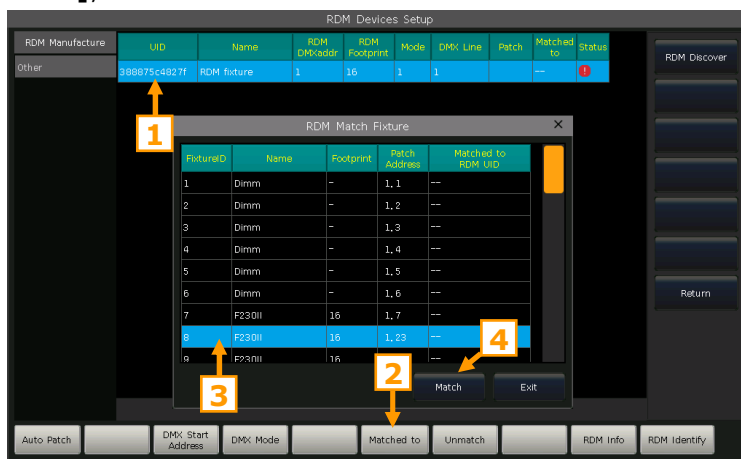 RDM Devices Setup
RDM Manufacture
Other
UID Name RDM DMXaddr RDM Footprint Mode DMX Line Patch Matched to Status
388875c4827f RDM fixture 1 16 1 1 -- !
RDM Discover
Return
1
RDM Match Fixture ×
FixtureID Name Footprint Patch Address Matched to RDM UID
1 Dimm - 1.1 --
2 Dimm - 1.2 --
3 Dimm - 1.3 --
4 Dimm - 1.4 --
5 Dimm - 1.5 --
6 Dimm - 1.6 --
7 F230II 16 1.7 --
8 F230II 16 1.23 --
9 F230II 16 --
4
3
2
Match Exit
Auto Patch DMX Start Address DMX Mode Matched to Unmatch RDM Info RDM Identify